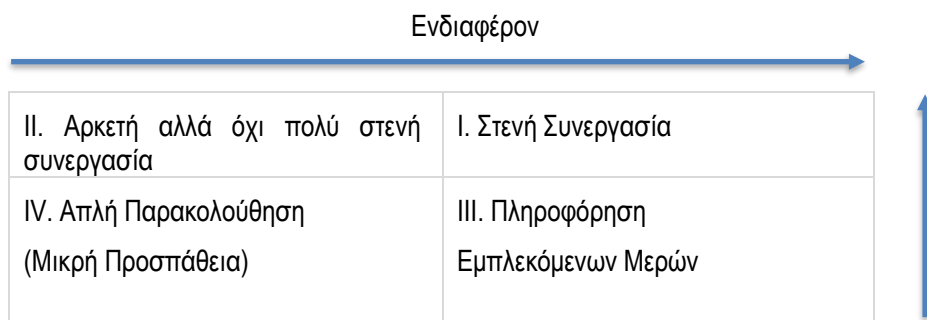 Ενδιαφέρον
II. Αρκετή αλλά όχι πολύ στενή
συνεργασία
I. Στενή Συνεργασία
IV. Απλή Παρακολούθηση
(Μικρή Προσπάθεια)
III. Πληροφόρηση
Εμπλεκόμενων Μερών